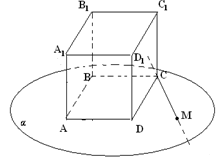 B₁ C₁
A₁ D₁
B C
A D M
α